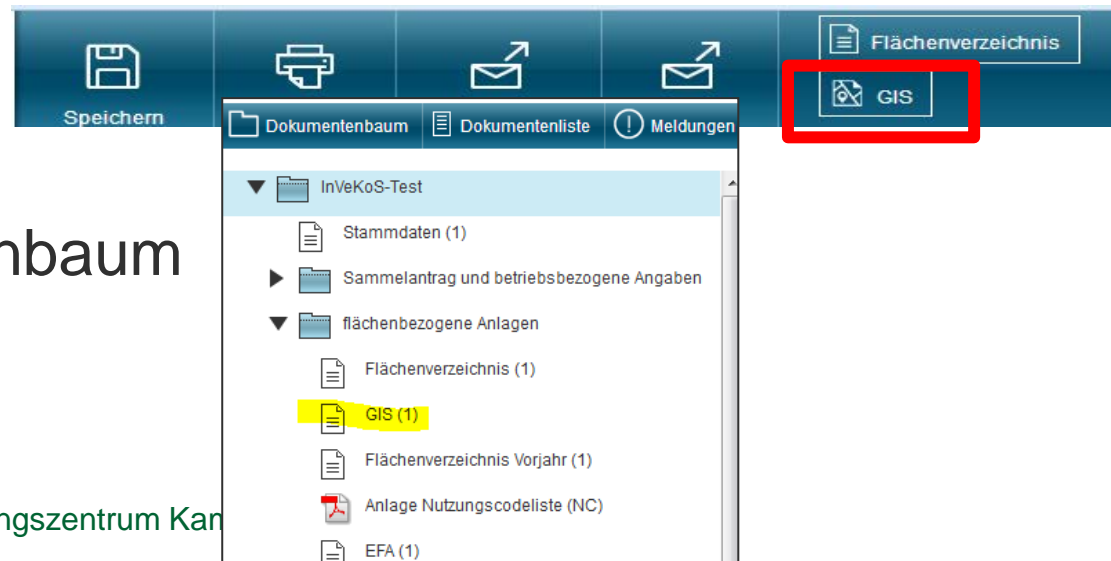 Flächenverzeichnis
GIS
Speichern
Dokumentenbaum Dokumentenliste Meldungen
InVeKoS-Test
Stammdaten (1)
Sammelantrag und betriebsbezogene Angaben
flächenbezogene Anlagen
Flächenverzeichnis (1)
GIS (1)
Flächenverzeichnis Vorjahr (1)
Anlage Nutzungscodeliste (NC)
EFA (1)
nbaum
ngszentrum Kam